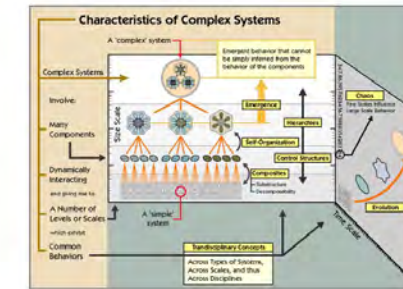 Characteristics of Complex Systems
A 'complex' system
Emergent behavior that cannot
be simply inferred from the
behavior of the components
Complex Systems
Involve:
Many
Components
Dynamically
Interacting
and giving rise to
A Number of
Levels or Scales
which exhibit
Common
Behaviors
Size Scale
Emergence
Hierarchies
Self-Organization
Control Structures
Composites
Substructure
Decomposability
A 'simple'
system
Chaos
Fine Scales Influence
Large Scale Behavior
Evolution
Time Scale
Transdisciplinary Concepts
Across Types of Systems,
Across Scales, and thus
Across Disciplines